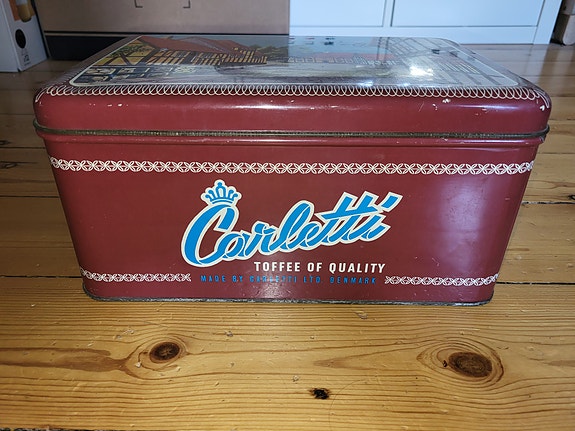 Carletti
TOFFEE OF QUALITY
MADE BY CARLETTI LTD. DENMARK